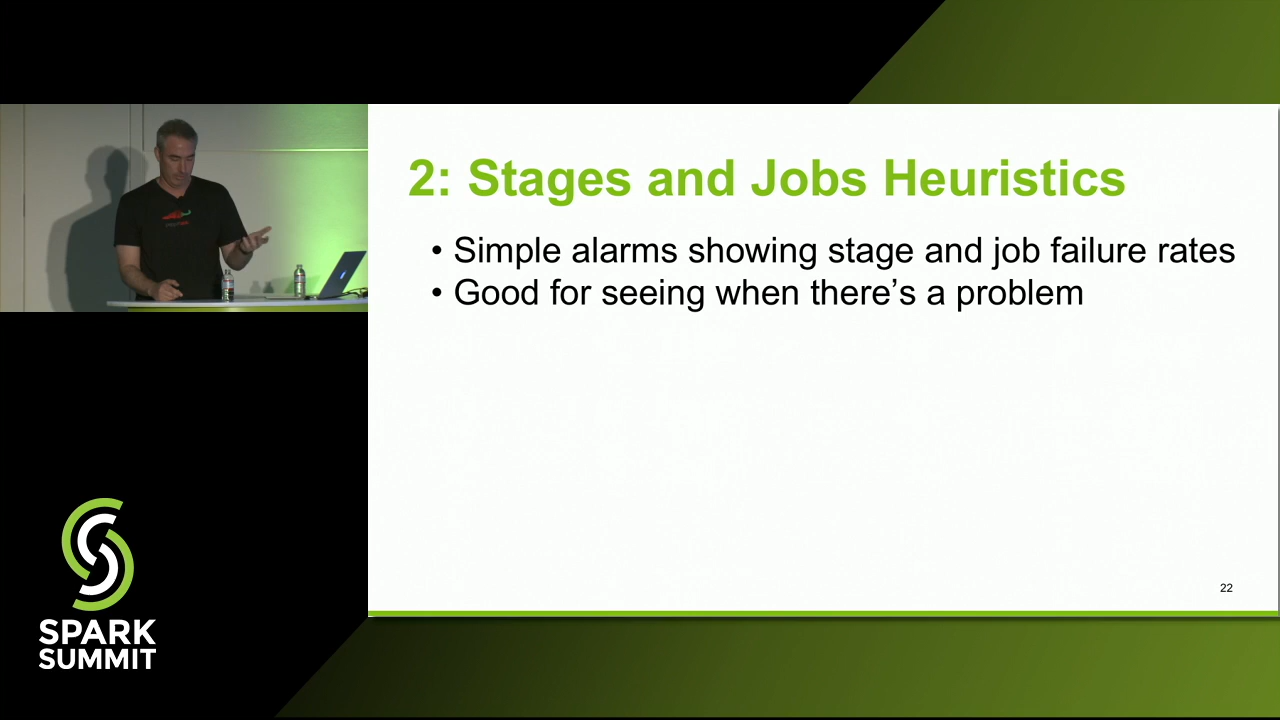 2: Stages and Jobs Heuristics
• Simple alarms showing stage and job failure rates
• Good for seeing when there’s a problem
22
SPARK
SUMMIT